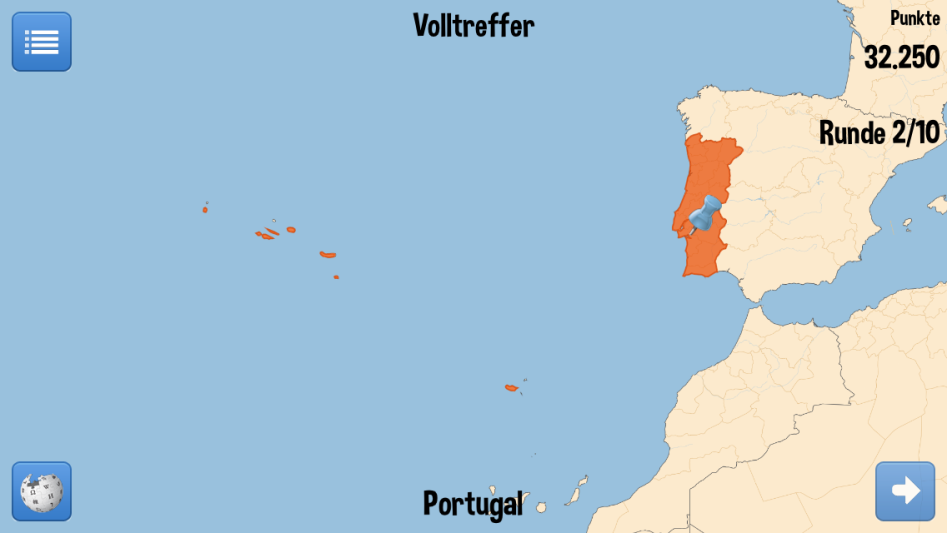 Volltreffer
Punkte
32.250
Runde 2/10
Portugal